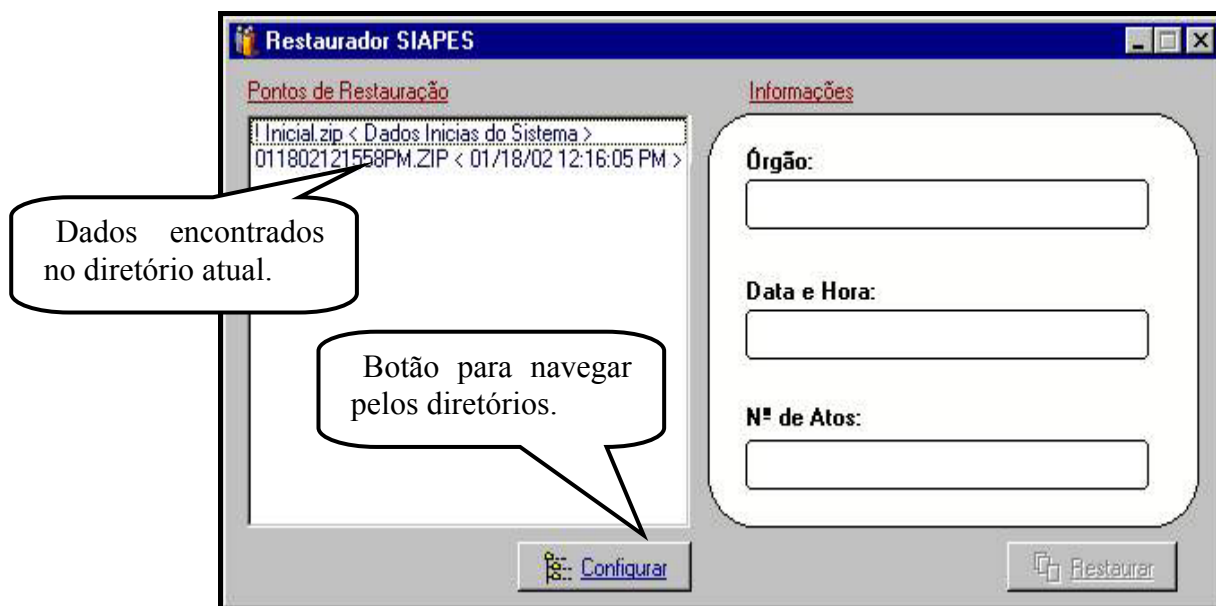 Restaurador SIAPES
Pontos de Restauração
! Inicial.zip < Dados Inicias do Sistema >
011802121558PM.ZIP < 01/18/02 12:16:05 PM >
Dados encontrados
no diretório atual.
Botão para navegar
pelos diretórios.
Configurar
Informações
Órgão:
Data e Hora:
Nº de Atos:
Restaurar